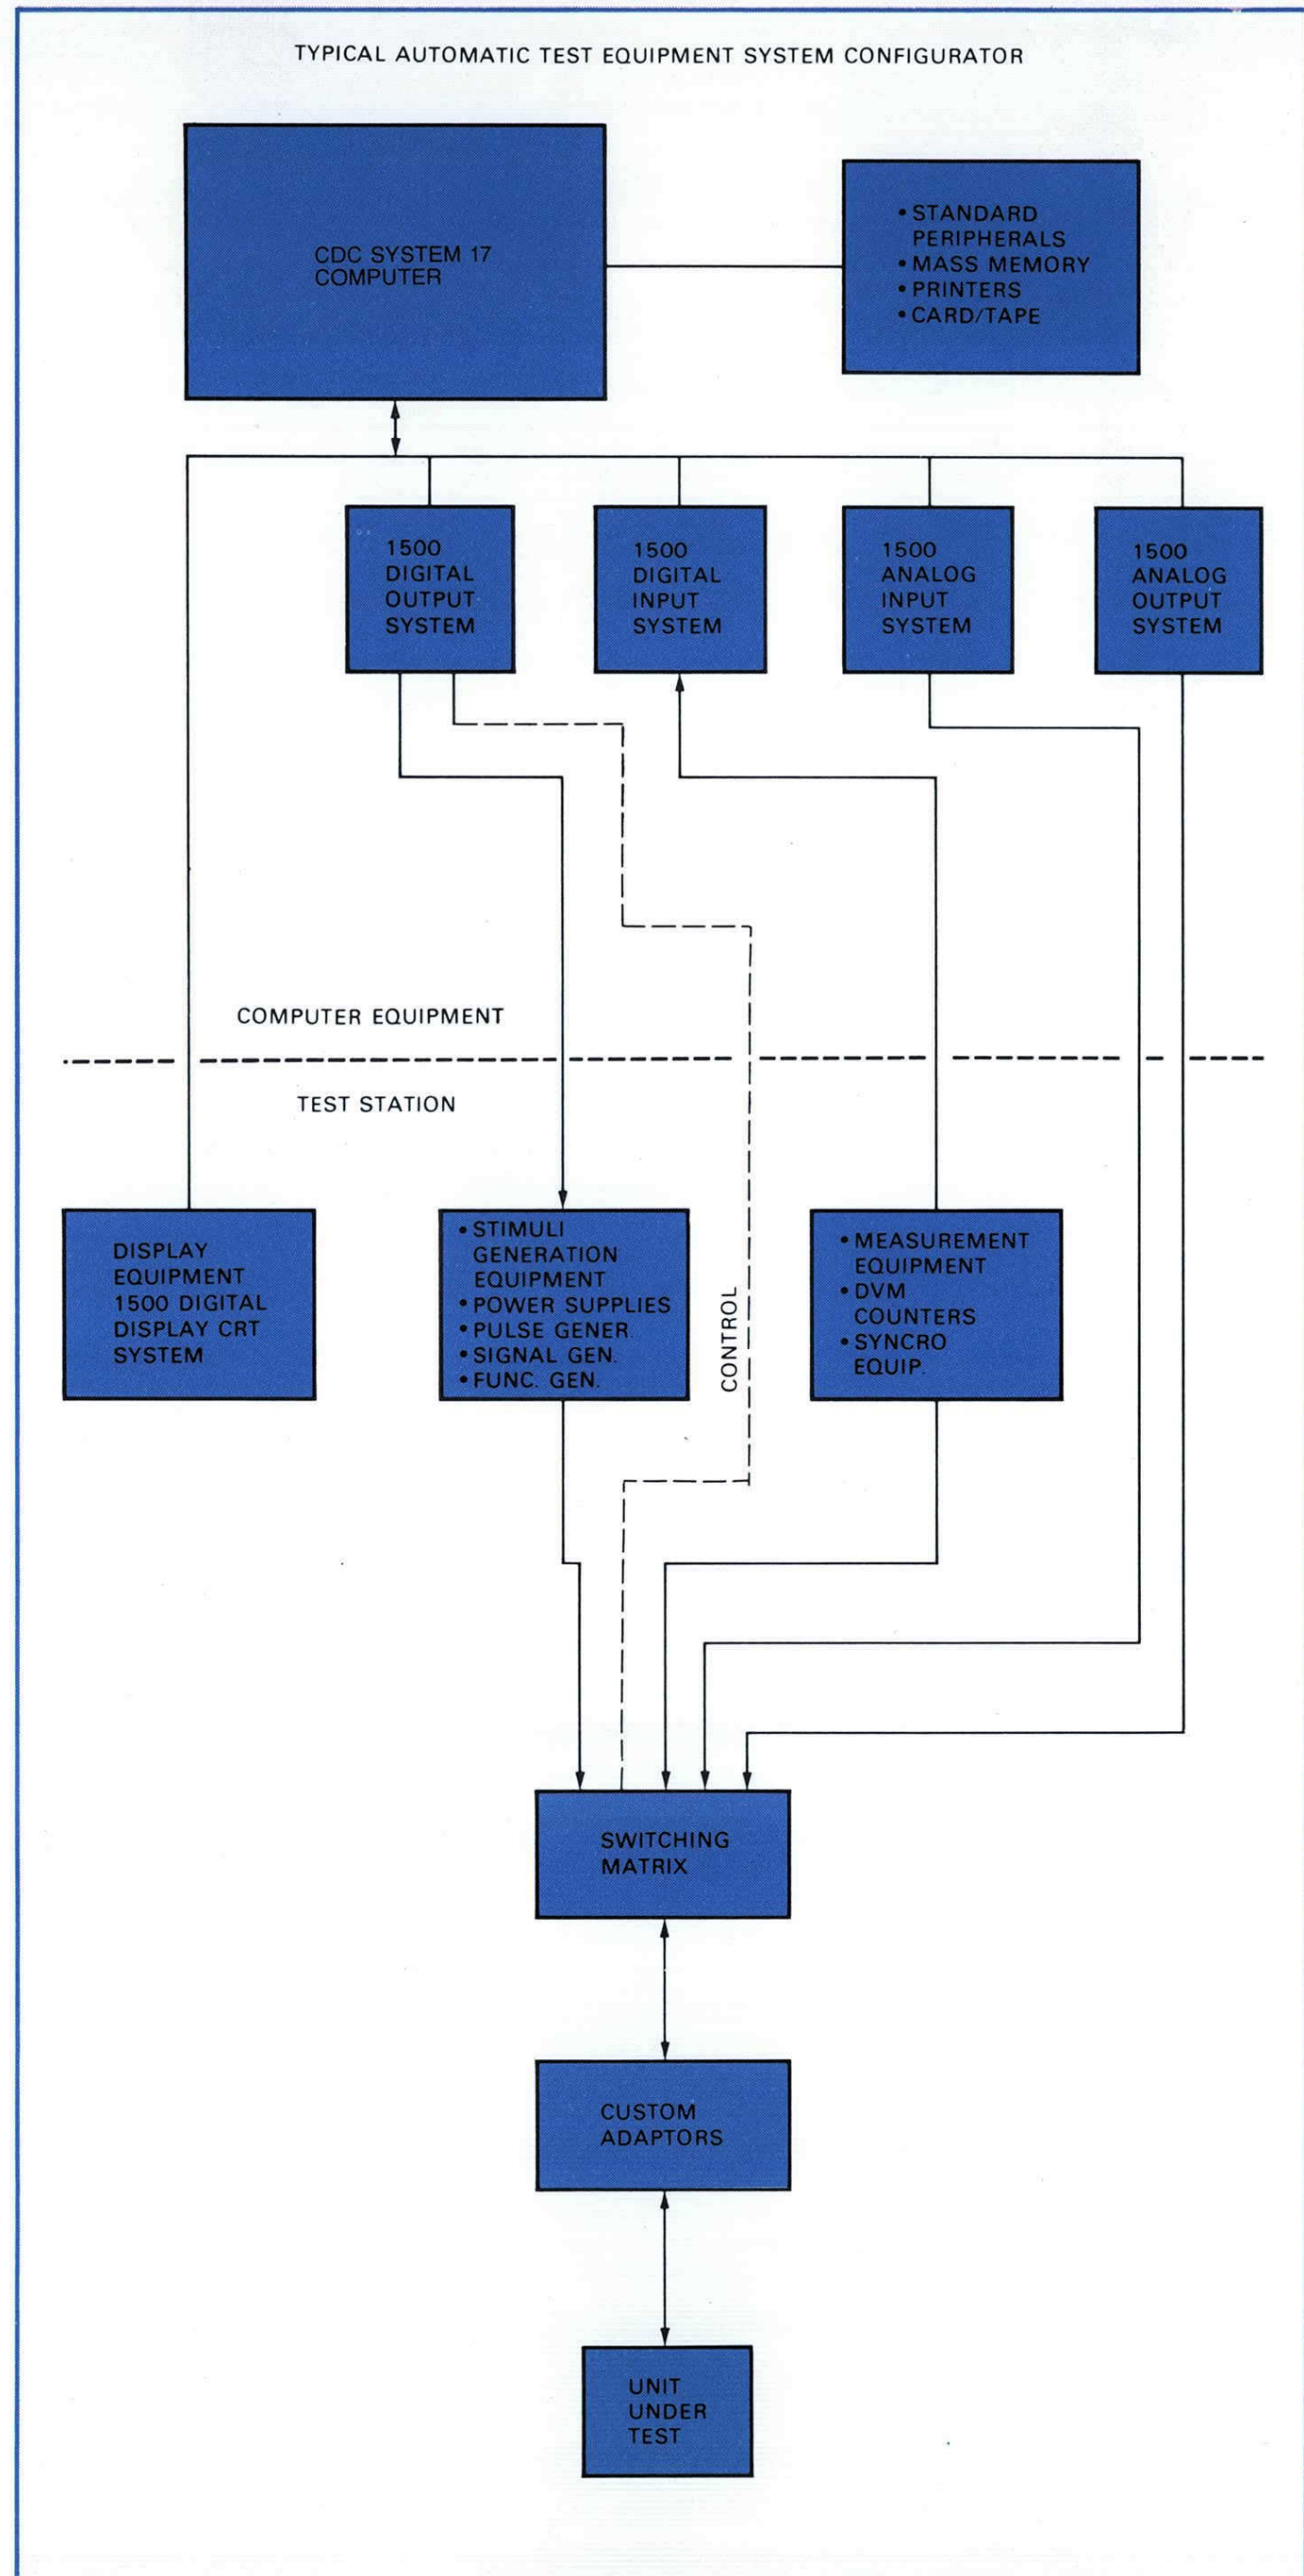 TYPICAL AUTOMATIC TEST EQUIPMENT SYSTEM CONFIGURATOR
CDC SYSTEM 17
COMPUTER
• STANDARD
PERIPHERALS
• MASS MEMORY
• PRINTERS
• CARD/TAPE
1500
DIGITAL
OUTPUT
SYSTEM
1500
DIGITAL
INPUT
SYSTEM
1500
ANALOG
INPUT
SYSTEM
1500
ANALOG
OUTPUT
SYSTEM
COMPUTER EQUIPMENT
TEST STATION
DISPLAY
EQUIPMENT
1500 DIGITAL
DISPLAY CRT
SYSTEM
• STIMULI
GENERATION
EQUIPMENT
• POWER SUPPLIES
• PULSE GENER.
• SIGNAL GEN.
• FUNC. GEN.
CONTROL
• MEASUREMENT
EQUIPMENT
• DVM
COUNTERS
• SYNCRO
EQUIP.
SWITCHING
MATRIX
CUSTOM
ADAPTORS
UNIT
UNDER
TEST